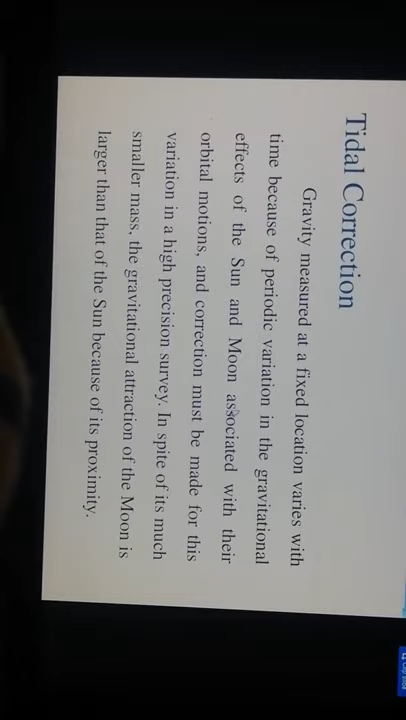 Tidal Correction
Gravity measured at a fixed location varies with
time because of periodic variation in the gravitational
effects of the Sun and Moon associated with their
orbital motions, and correction must be made for this
variation in a high precision survey. In spite of its much
smaller mass, the gravitational attraction of the Moon is
larger than that of the Sun because of its proximity.